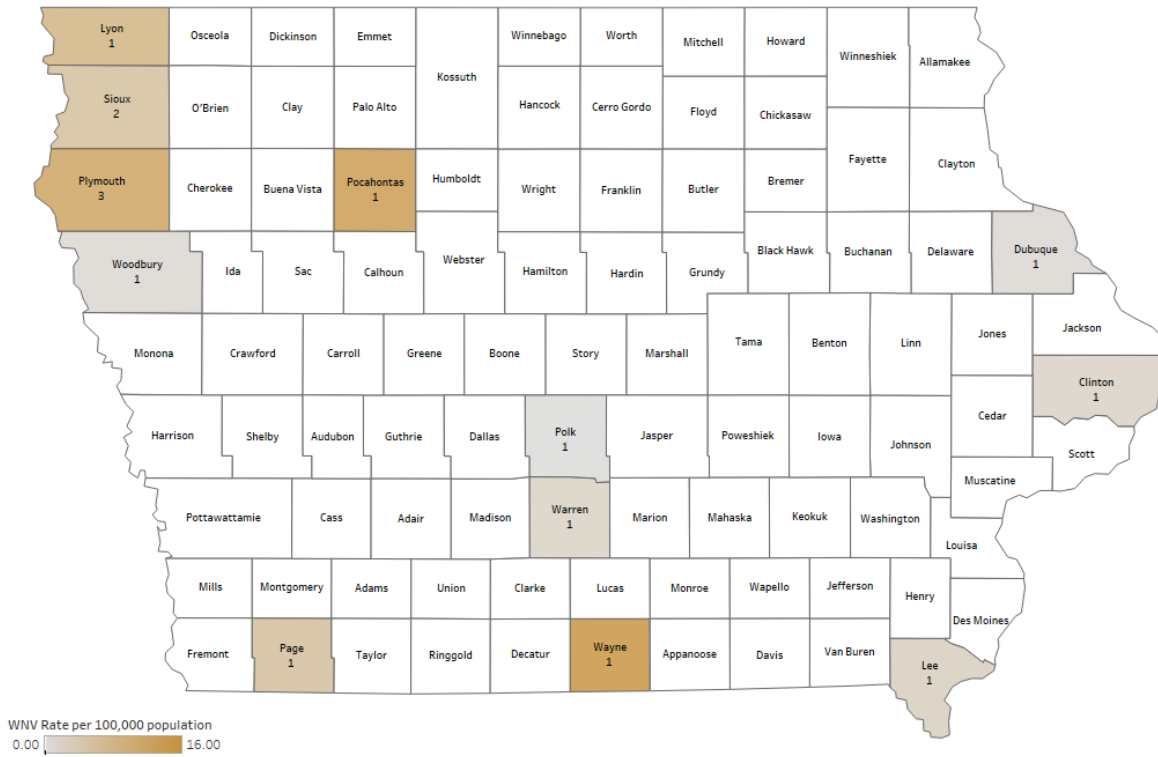 Lyon
1
Osceola
Dickinson
Emmet
Winnebago
Worth
Mitchell
Howard
Winneshiek
Allamakee
Kossuth
Sioux
2
O'Brien
Clay
Palo Alto
Hancock
Cerro Gordo
Floyd
Chickasaw
Plymouth
3
Cherokee
Buena Vista
Pocahontas
1
Humboldt
Wright
Franklin
Butler
Bremer
Fayette
Clayton
Woodbury
1
Ida
Sac
Calhoun
Webster
Hamilton
Hardin
Grundy
Black Hawk
Buchanan
Delaware
Dubuque
1
Monona
Crawford
Carroll
Greene
Boone
Story
Marshall
Tama
Benton
Linn
Jones
Jackson
Clinton
1
Harrison
Shelby
Audubon
Guthrie
Dallas
Polk
1
Jasper
Poweshiek
Iowa
Johnson
Cedar
Scott
Muscatine
Pottawattamie
Cass
Adair
Madison
Warren
1
Marion
Mahaska
Keokuk
Washington
Louisa
Mills
Montgomery
Adams
Union
Clarke
Lucas
Monroe
Wapello
Jefferson
Henry
Des Moines
Fremont
Page
1
Taylor
Ringgold
Decatur
Wayne
1
Appanoose
Davis
Van Buren
Lee
1
WNV Rate per 100,000 population
0.00 16.00